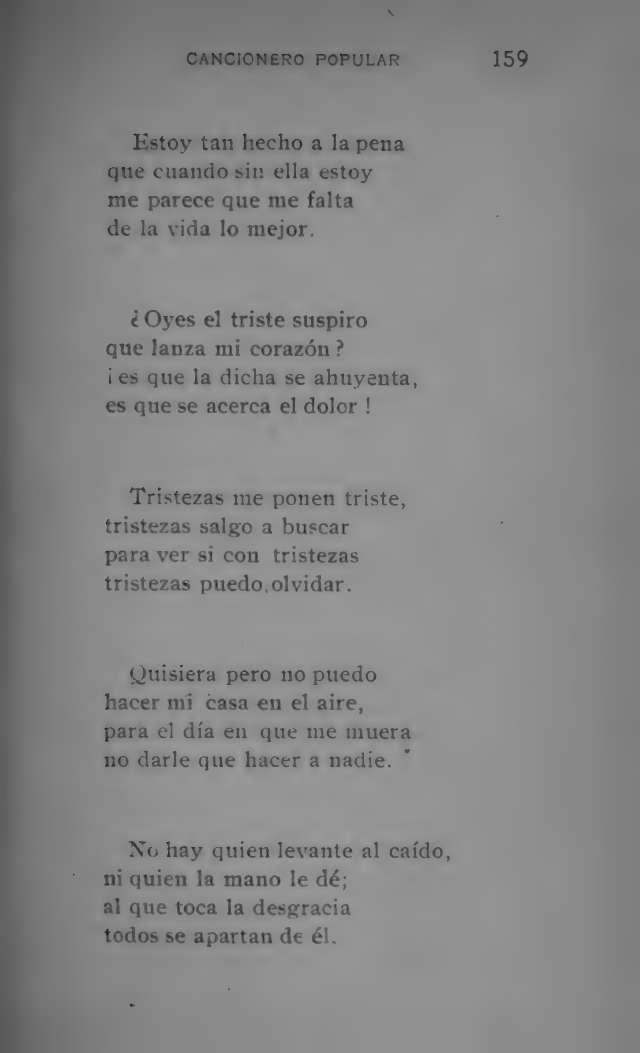 CANCIONERO POPULAR 159
Estoy tan hecho a la pena
que cuando sin ella estoy
me parece que me falta
de la vida lo mejor.
¿Oyes el triste suspiro
que lanza mi corazón?
¡es que la dicha se ahuyenta,
es que se acerca el dolor!
Tristezas me ponen triste,
tristezas salgo a buscar
para ver si con tristezas
tristezas puedo olvidar.
Quisiera pero no puedo
hacer mi casa en el aire,
para el día en que me muera
no darle que hacer a nadie.
No hay quien levante al caído,
ni quien la mano le dé;
al que toca la desgracia
todos se apartan de él.